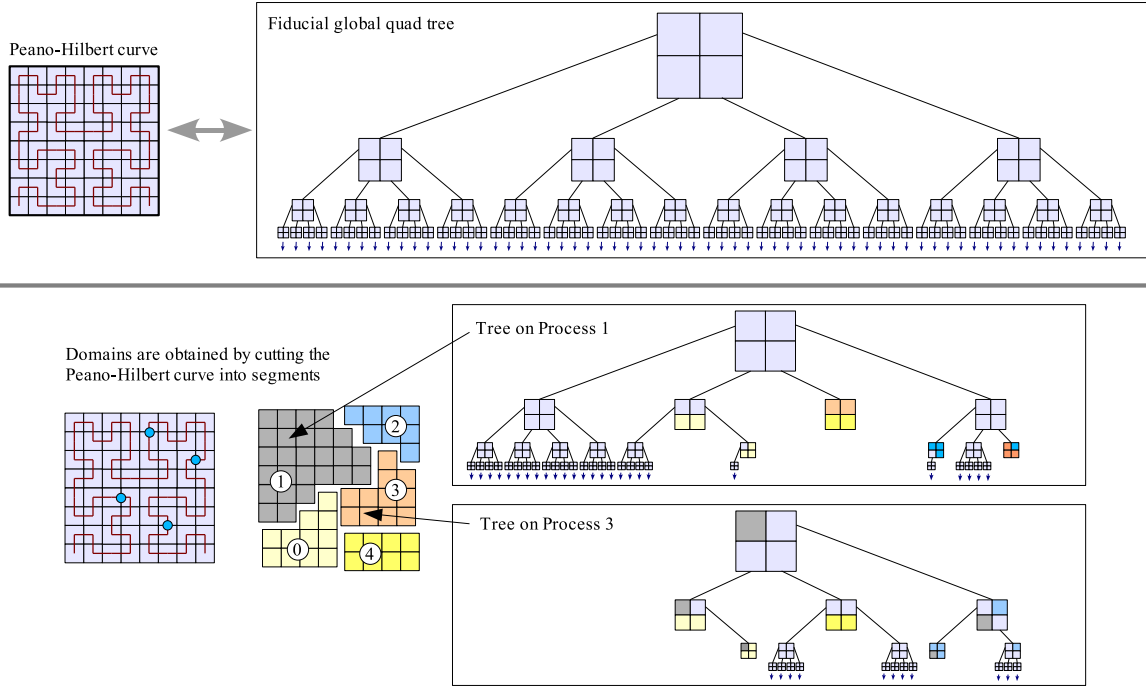 Fiducial global quad tree
Peano-Hilbert curve
Tree on Process 1
Domains are obtained by cutting the
Peano-Hilbert curve into segments
2
1
3
Tree on Process 3
0
4